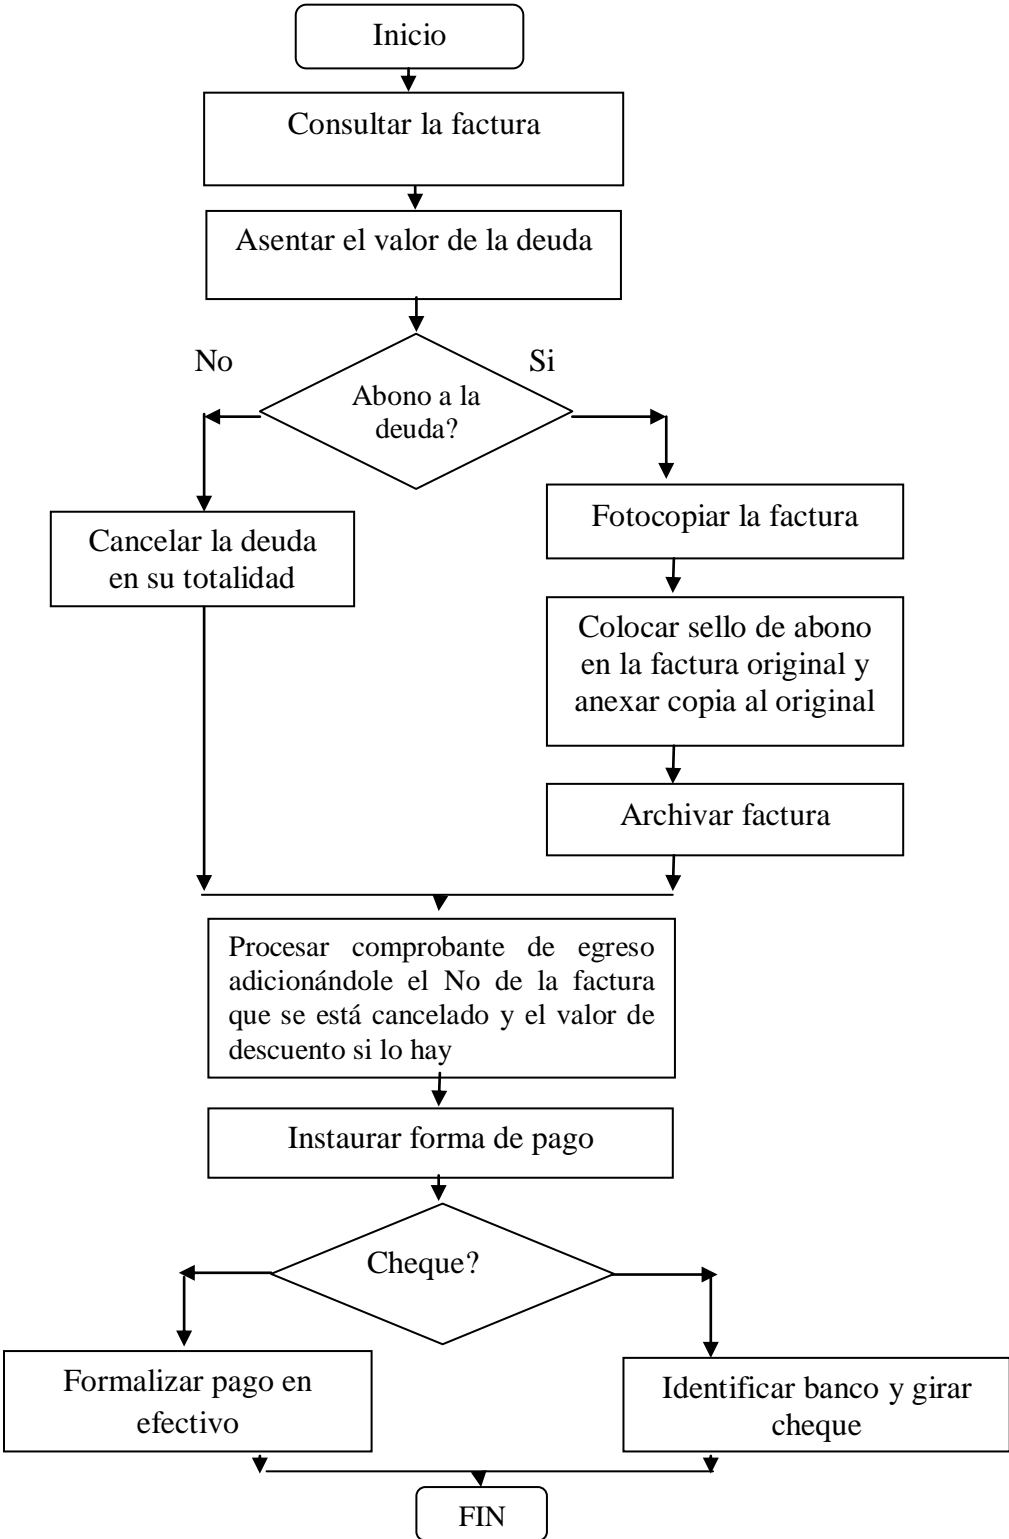 Inicio
Consultar la factura
Asentar el valor de la deuda
No
Si
Abono a la
deuda?
Cancelar la deuda
en su totalidad
Fotocopiar la factura
Colocar sello de abono
en la factura original y
anexar copia al original
Archivar factura
Procesar comprobante de egreso
adicionándole el No de la factura
que se está cancelado y el valor de
descuento si lo hay
Instaurar forma de pago
Cheque?
Formalizar pago en
efectivo
Identificar banco y girar
cheque
FIN